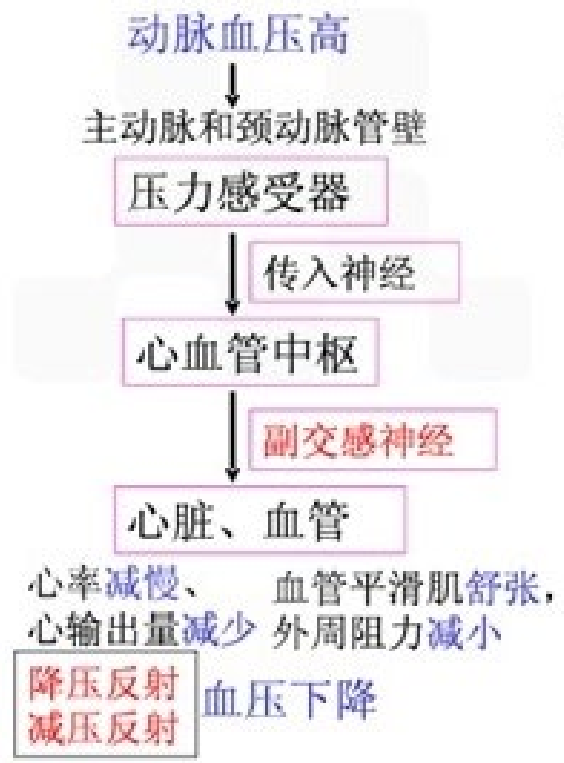 动脉血压高
主动脉和颈动脉管壁
压力感受器
传入神经
心血管中枢
副交感神经
心脏、血管
心率减慢、
心输出量减少
血管平滑肌舒张，
外周阻力减小
降压反射
减压反射
血压下降